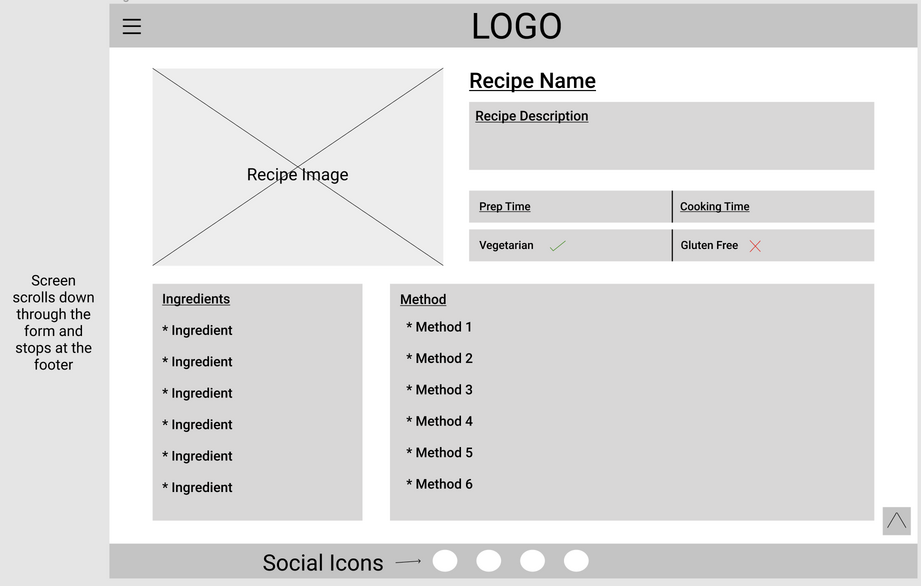 LOGO
Recipe Image
Recipe Name
Recipe Description
Prep Time
Cooking Time
Vegetarian
Gluten Free
Screen
scrolls down
through the
form and
stops at the
footer
Ingredients
* Ingredient
* Ingredient
* Ingredient
* Ingredient
* Ingredient
* Ingredient
Method
* Method 1
* Method 2
* Method 3
* Method 4
* Method 5
* Method 6
Social Icons